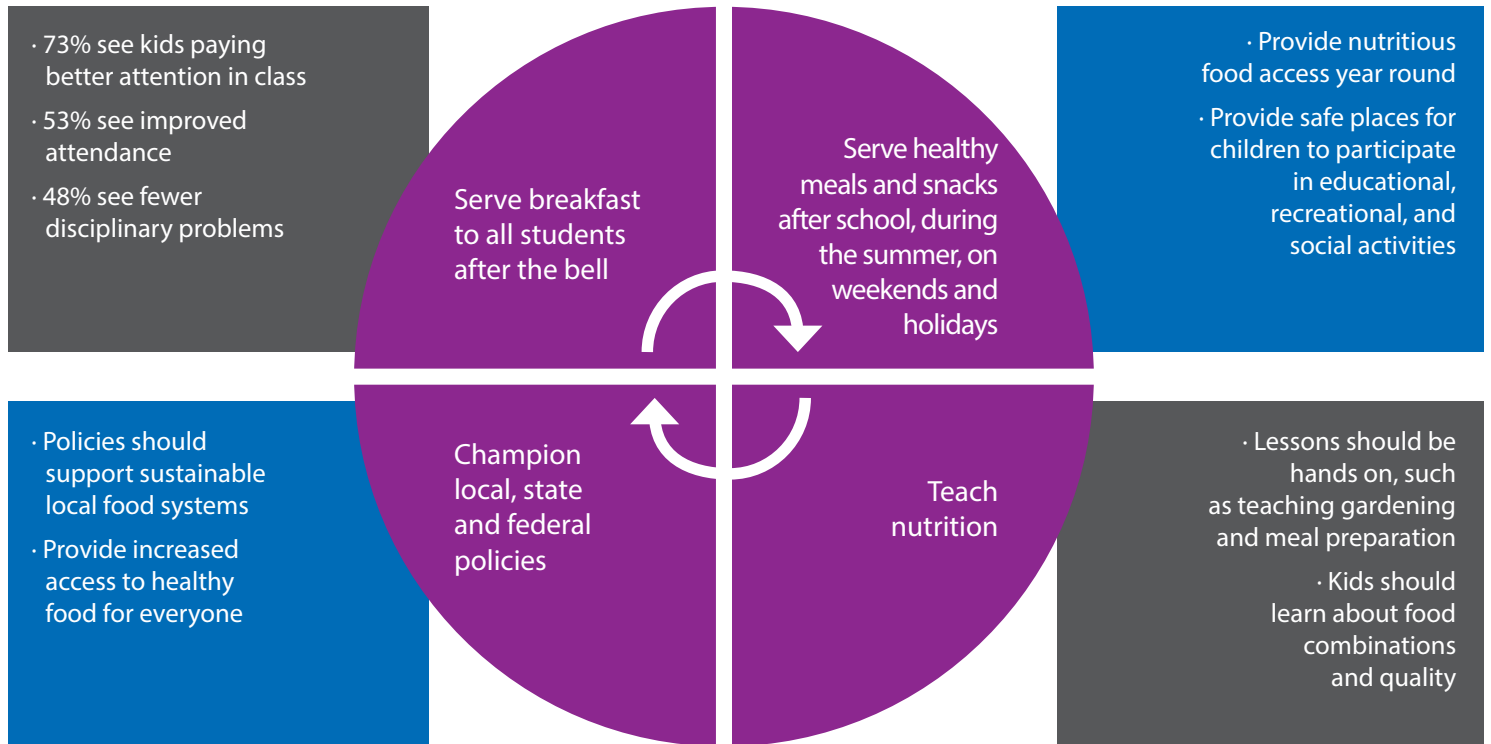 · 73% see kids paying
better attention in class
· 53% see improved
attendance
· 48% see fewer
disciplinary problems
Serve breakfast
to all students
after the bell
Serve healthy
meals and snacks
after school, during
the summer, on
weekends and
holidays
· Provide nutritious
food access year round
· Provide safe places for
children to participate
in educational,
recreational, and
social activities
· Policies should
support sustainable
local food systems
· Provide increased
access to healthy
food for everyone
Champion
local, state
and federal
policies
Teach
nutrition
· Lessons should be
hands on, such
as teaching gardening
and meal preparation
· Kids should
learn about food
combinations
and quality